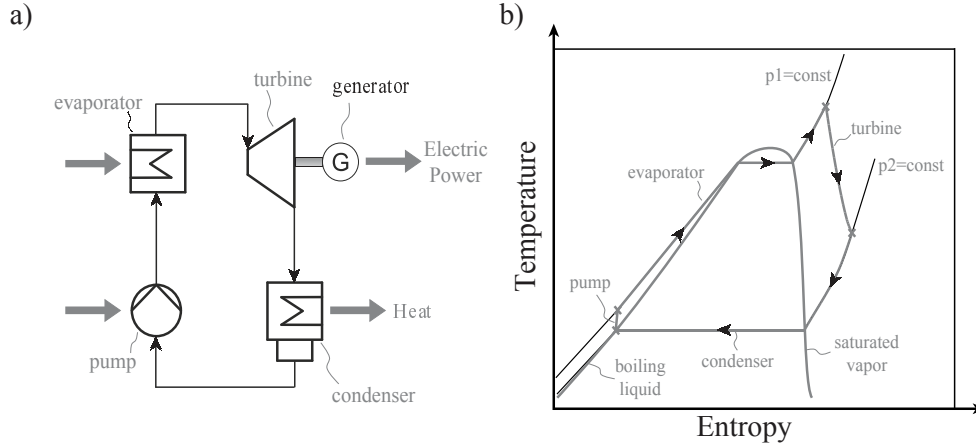 a)
evaporator
turbine
generator
G
Electric
Power
Heat
pump
condenser
b)
Temperature
p1=const
turbine
p2=const
evaporator
pump
boiling
liquid
condenser
saturated
vapor
Entropy